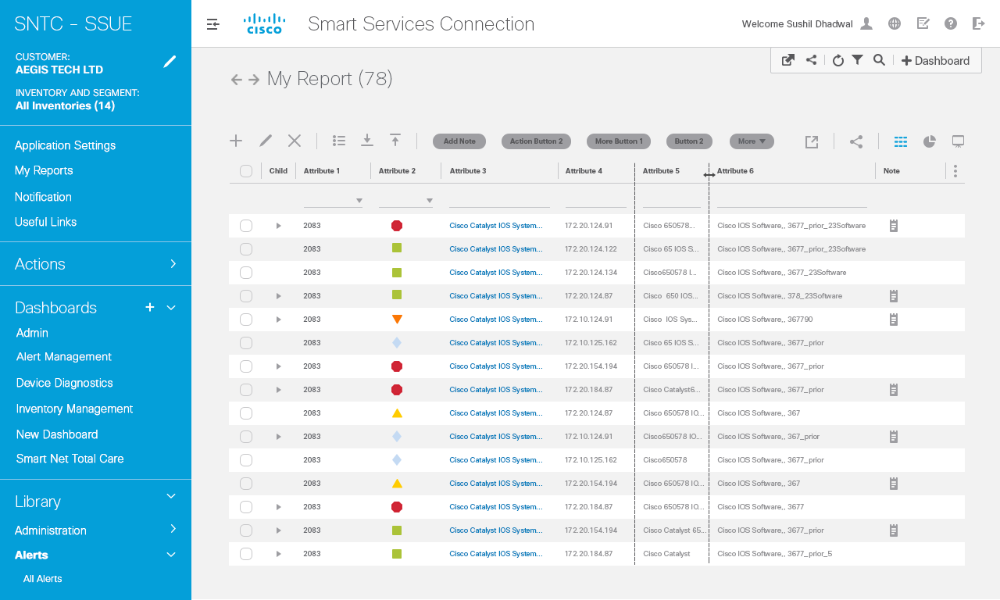 SNTC - SSUE
CUSTOMER:
AEGIS TECH LTD
INVENTORY AND SEGMENT:
All Inventories (14)
Application Settings
My Reports
Notification
Useful Links
Actions
Dashboards
Admin
Alert Management
Device Diagnostics
Inventory Management
New Dashboard
Smart Net Total Care
Library
Administration
Alerts
All Alerts
CISCO
Smart Services Connection
Welcome Sushil Dhadwal
Dashboard
My Report (78)
Add Note Action Button 2 More Button 1 Button 2 More
Child Attribute 1 Attribute 2 Attribute 3 Attribute 4 Attribute 5 Attribute 6 Note
2083 Cisco Catalyst IOS System... 172.20.124.91 Cisco 650578... Cisco IOS Software,, 3677_prior_23Software
2083 Cisco Catalyst IOS System... 172.20.124.122 Cisco 65 IOS S... Cisco IOS Software,, 3677_prior_23Software
2083 Cisco Catalyst IOS System... 172.20.124.134 Cisco650578 I... Cisco IOS Software,, 3677_23Software
2083 Cisco Catalyst IOS System... 172.20.124.87 Cisco 650 IOS... Cisco IOS Software,, 378_23Software
2083 Cisco Catalyst IOS System... 172.10.124.91 Cisco IOS Sys... Cisco IOS Software,, 367790
2083 Cisco Catalyst IOS System... 172.10.125.162 Cisco 65 IOS S... Cisco IOS Software,, 3677_prior
2083 Cisco Catalyst IOS System... 172.20.154.194 Cisco 650578 I... Cisco IOS Software,, 3677_prior
2083 Cisco Catalyst IOS System... 172.20.184.87 Cisco Catalyst6... Cisco IOS Software,, 3677_prior
2083 Cisco Catalyst IOS System... 172.20.124.87 Cisco 650578 IO... Cisco IOS Software,, 367
2083 Cisco Catalyst IOS System... 172.10.124.91 Cisco650578 IO... Cisco IOS Software,, 367_prior
2083 Cisco Catalyst IOS System... 172.10.125.162 Cisco650578 Cisco IOS Software,, 3677_prior
2083 Cisco Catalyst IOS System... 172.20.154.194 Cisco 650578 IO... Cisco IOS Software,, 367
2083 Cisco Catalyst IOS System... 172.20.184.87 Cisco 650578 IO... Cisco IOS Software,, 3677
2083 Cisco Catalyst IOS System... 172.20.154.194 Cisco Catalyst 65... Cisco IOS Software,, 3677_prior
2083 Cisco Catalyst IOS System... 172.20.184.87 Cisco Catalyst Cisco IOS Software,, 3677_prior_5